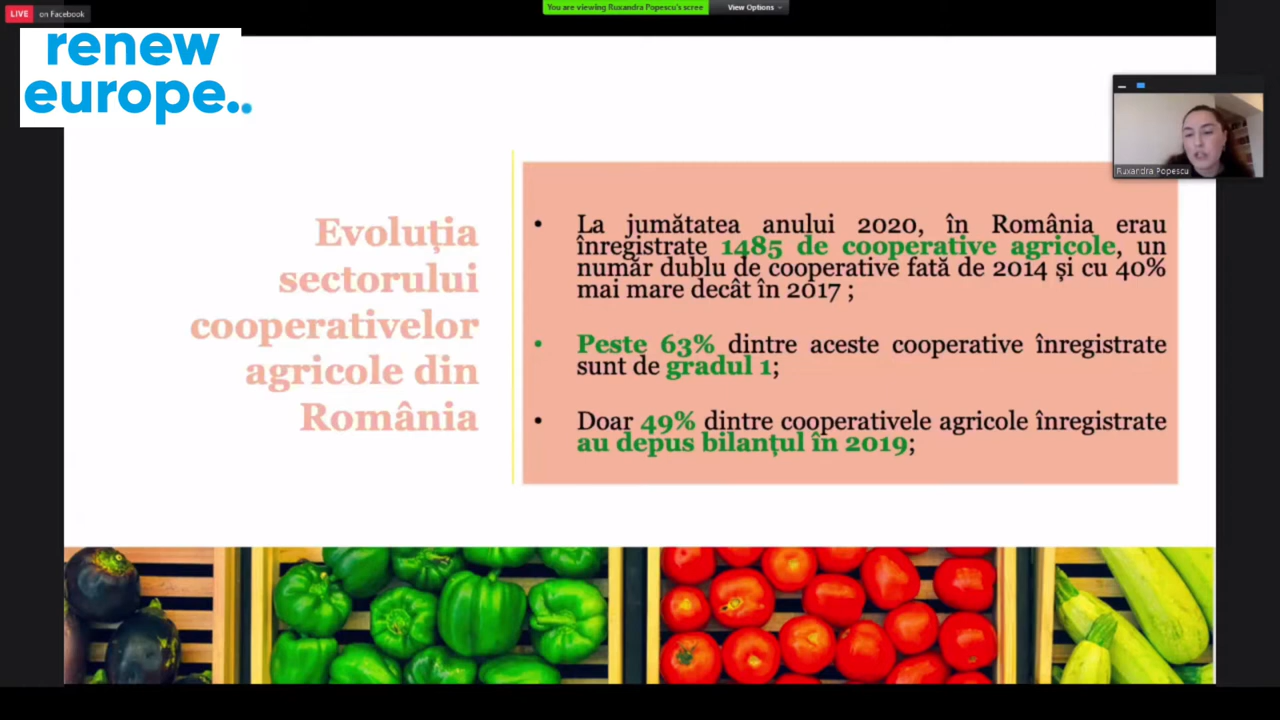 LIVE on Facebook
You are viewing Ruxandra Popescu's scree
View Options
renew
europe..
Ruxandra Popescu
Evoluția
sectorului
cooperativelor
agricole din
România
• La jumătatea anului 2020, în România erau
înregistrate 1485 de cooperative agricole, un
număr dublu de cooperative fată de 2014 și cu 40%
mai mare decât în 2017 ;
• Peste 63% dintre aceste cooperative înregistrate
sunt de gradul 1;
• Doar 49% dintre cooperativele agricole înregistrate
au depus bilanțul în 2019;